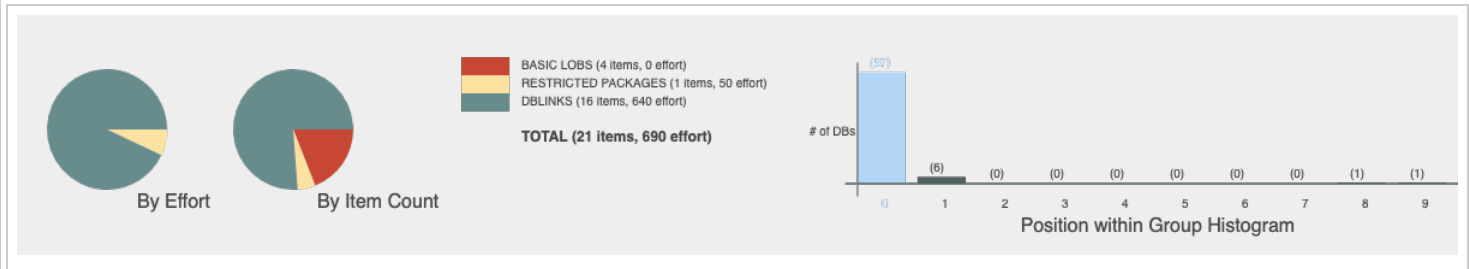 BASIC LOBS (4 items, 0 effort)
RESTRICTED PACKAGES (1 items, 50 effort)
DBLINKS (16 items, 640 effort)
TOTAL (21 items, 690 effort)
By Effort
By Item Count
(97)
# of DBs
(6)
(0)
(0)
(0)
(0)
(0)
(0)
(1)
(1)
1
2
3
4
5
6
7
8
9
Position within Group Histogram